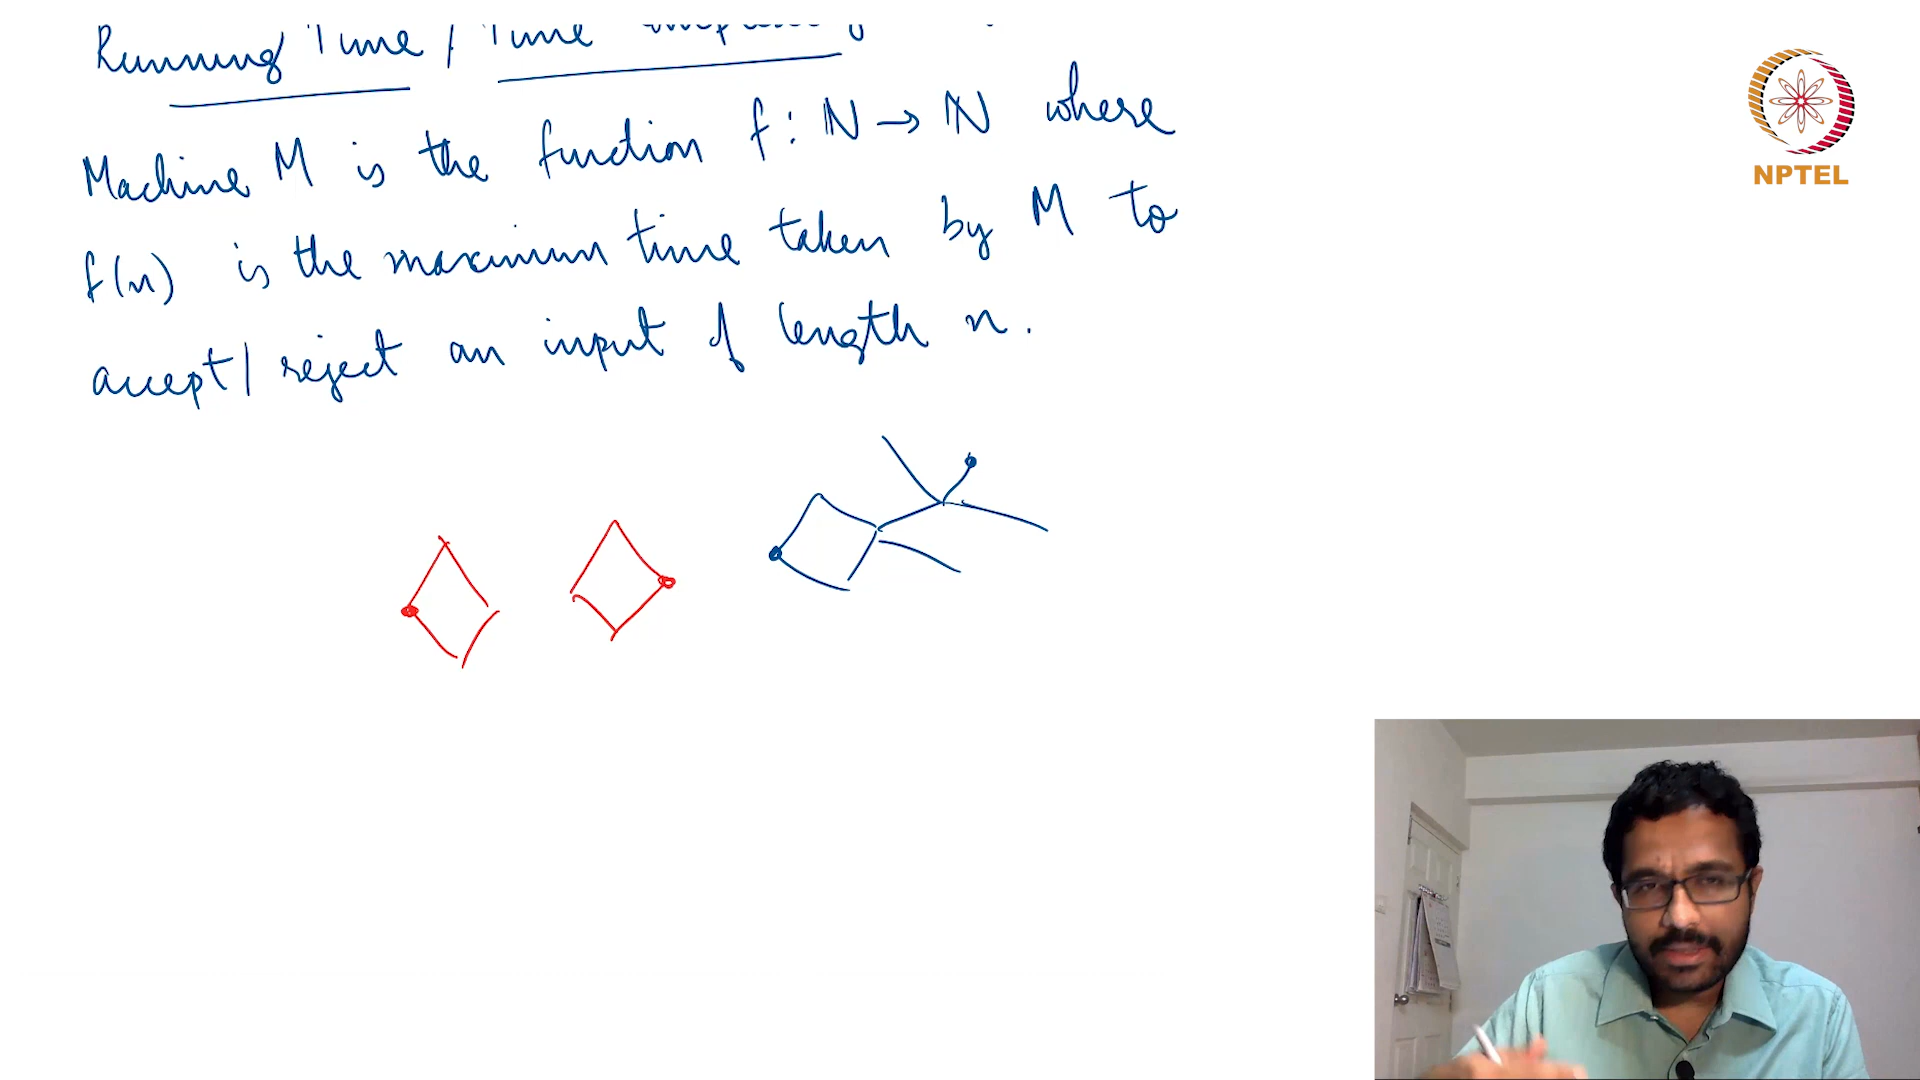 Running Time / Time
Machine M is the function f : ℕ → ℕ where
f(n) is the maximum time taken by M to
accept / reject an input of length n.
NPTEL